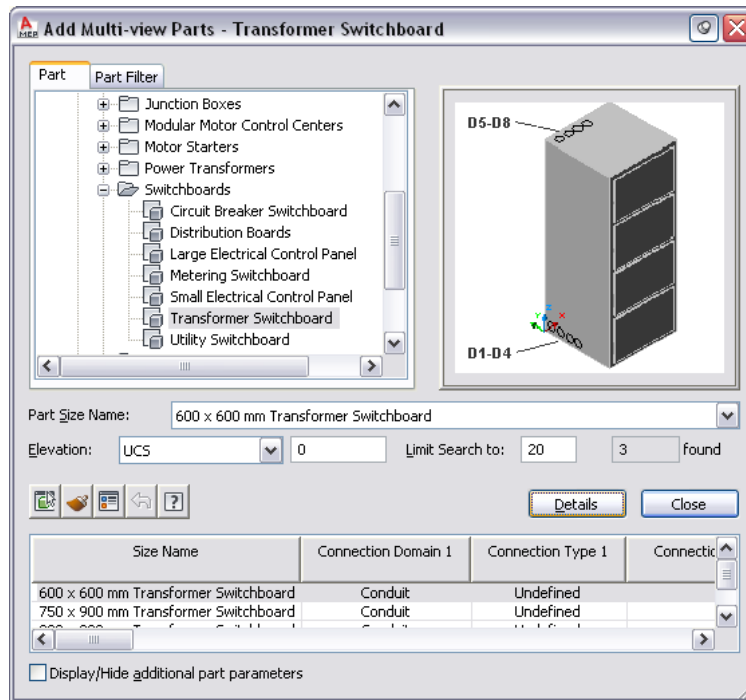 Add Multi-view Parts - Transformer Switchboard
Part
Part Filter
Junction Boxes
Modular Motor Control Centers
Motor Starters
Power Transformers
Switchboards
Circuit Breaker Switchboard
Distribution Boards
Large Electrical Control Panel
Metering Switchboard
Small Electrical Control Panel
Transformer Switchboard
Utility Switchboard
D5-D8
D1-D4
Part Size Name: 600 x 600 mm Transformer Switchboard
Elevation: UCS 0 Limit Search to: 20 3 found
Details Close
Size Name Connection Domain 1 Connection Type 1 Connectic
600 x 600 mm Transformer Switchboard Conduit Undefined
750 x 900 mm Transformer Switchboard Conduit Undefined
Display/Hide additional part parameters